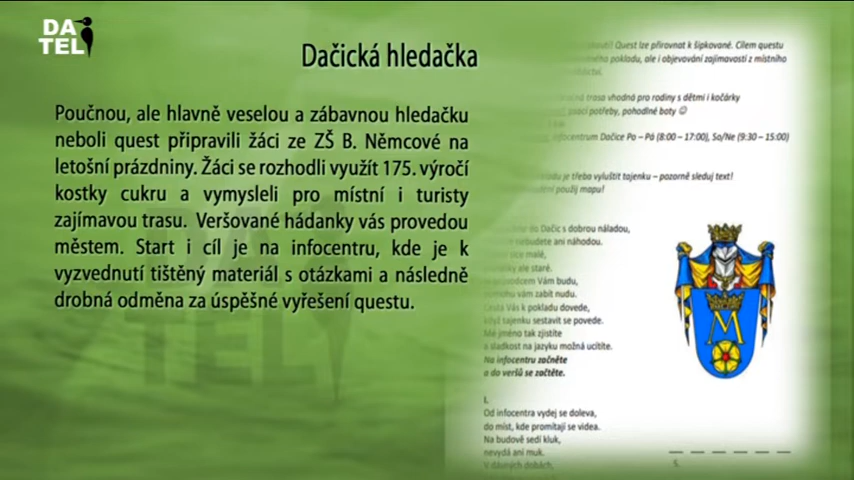 DA
TEL
Dačická hledačka
Poučnou, ale hlavně veselou a zábavnou hledačku
neboli quest připravili žáci ze ZŠ B. Němcové na
letošní prázdniny. Žáci se rozhodli využít 175. výročí
kostky cukru a vymysleli pro místní i turisty
zajímavou trasu. Veršované hádanky vás provedou
městem. Start i cíl je na infocentru, kde je k
vyzvednutí tištěný materiál s otázkami a následně
drobná odměna za úspěšné vyřešení questu.
Quest lze přirovnat k šipkované. Cílem questu
pokladu, ale i objevování zajímavostí z místního
trasa vhodná pro rodiny s dětmi i kočárky
potřeby, pohodlné boty ☺
infocentrum Dačice Po – Pá (8:00 – 17:00), So/Ne (9:30 – 15:00)
je třeba vyluštit tajenku – pozorně sleduj text!
použij mapu!
do Dačic s dobrou náladou,
nebudete ani náhodou.
sice malé,
ale staré.
Vám budu,
vám zabít nudu.
Vás k pokladu dovede,
když tajenku sestavit se povede.
Mé jméno tak zjistíte
a sladkost na jazyku možná ucítíte.
Na infocentru začněte
a do veršů se začtěte.
I.
Od infocentra vydej se doleva,
do míst, kde promítají se videa.
Na budově sedí kluk,
nevydá ani muk.
V dávných dobách,
M
5.